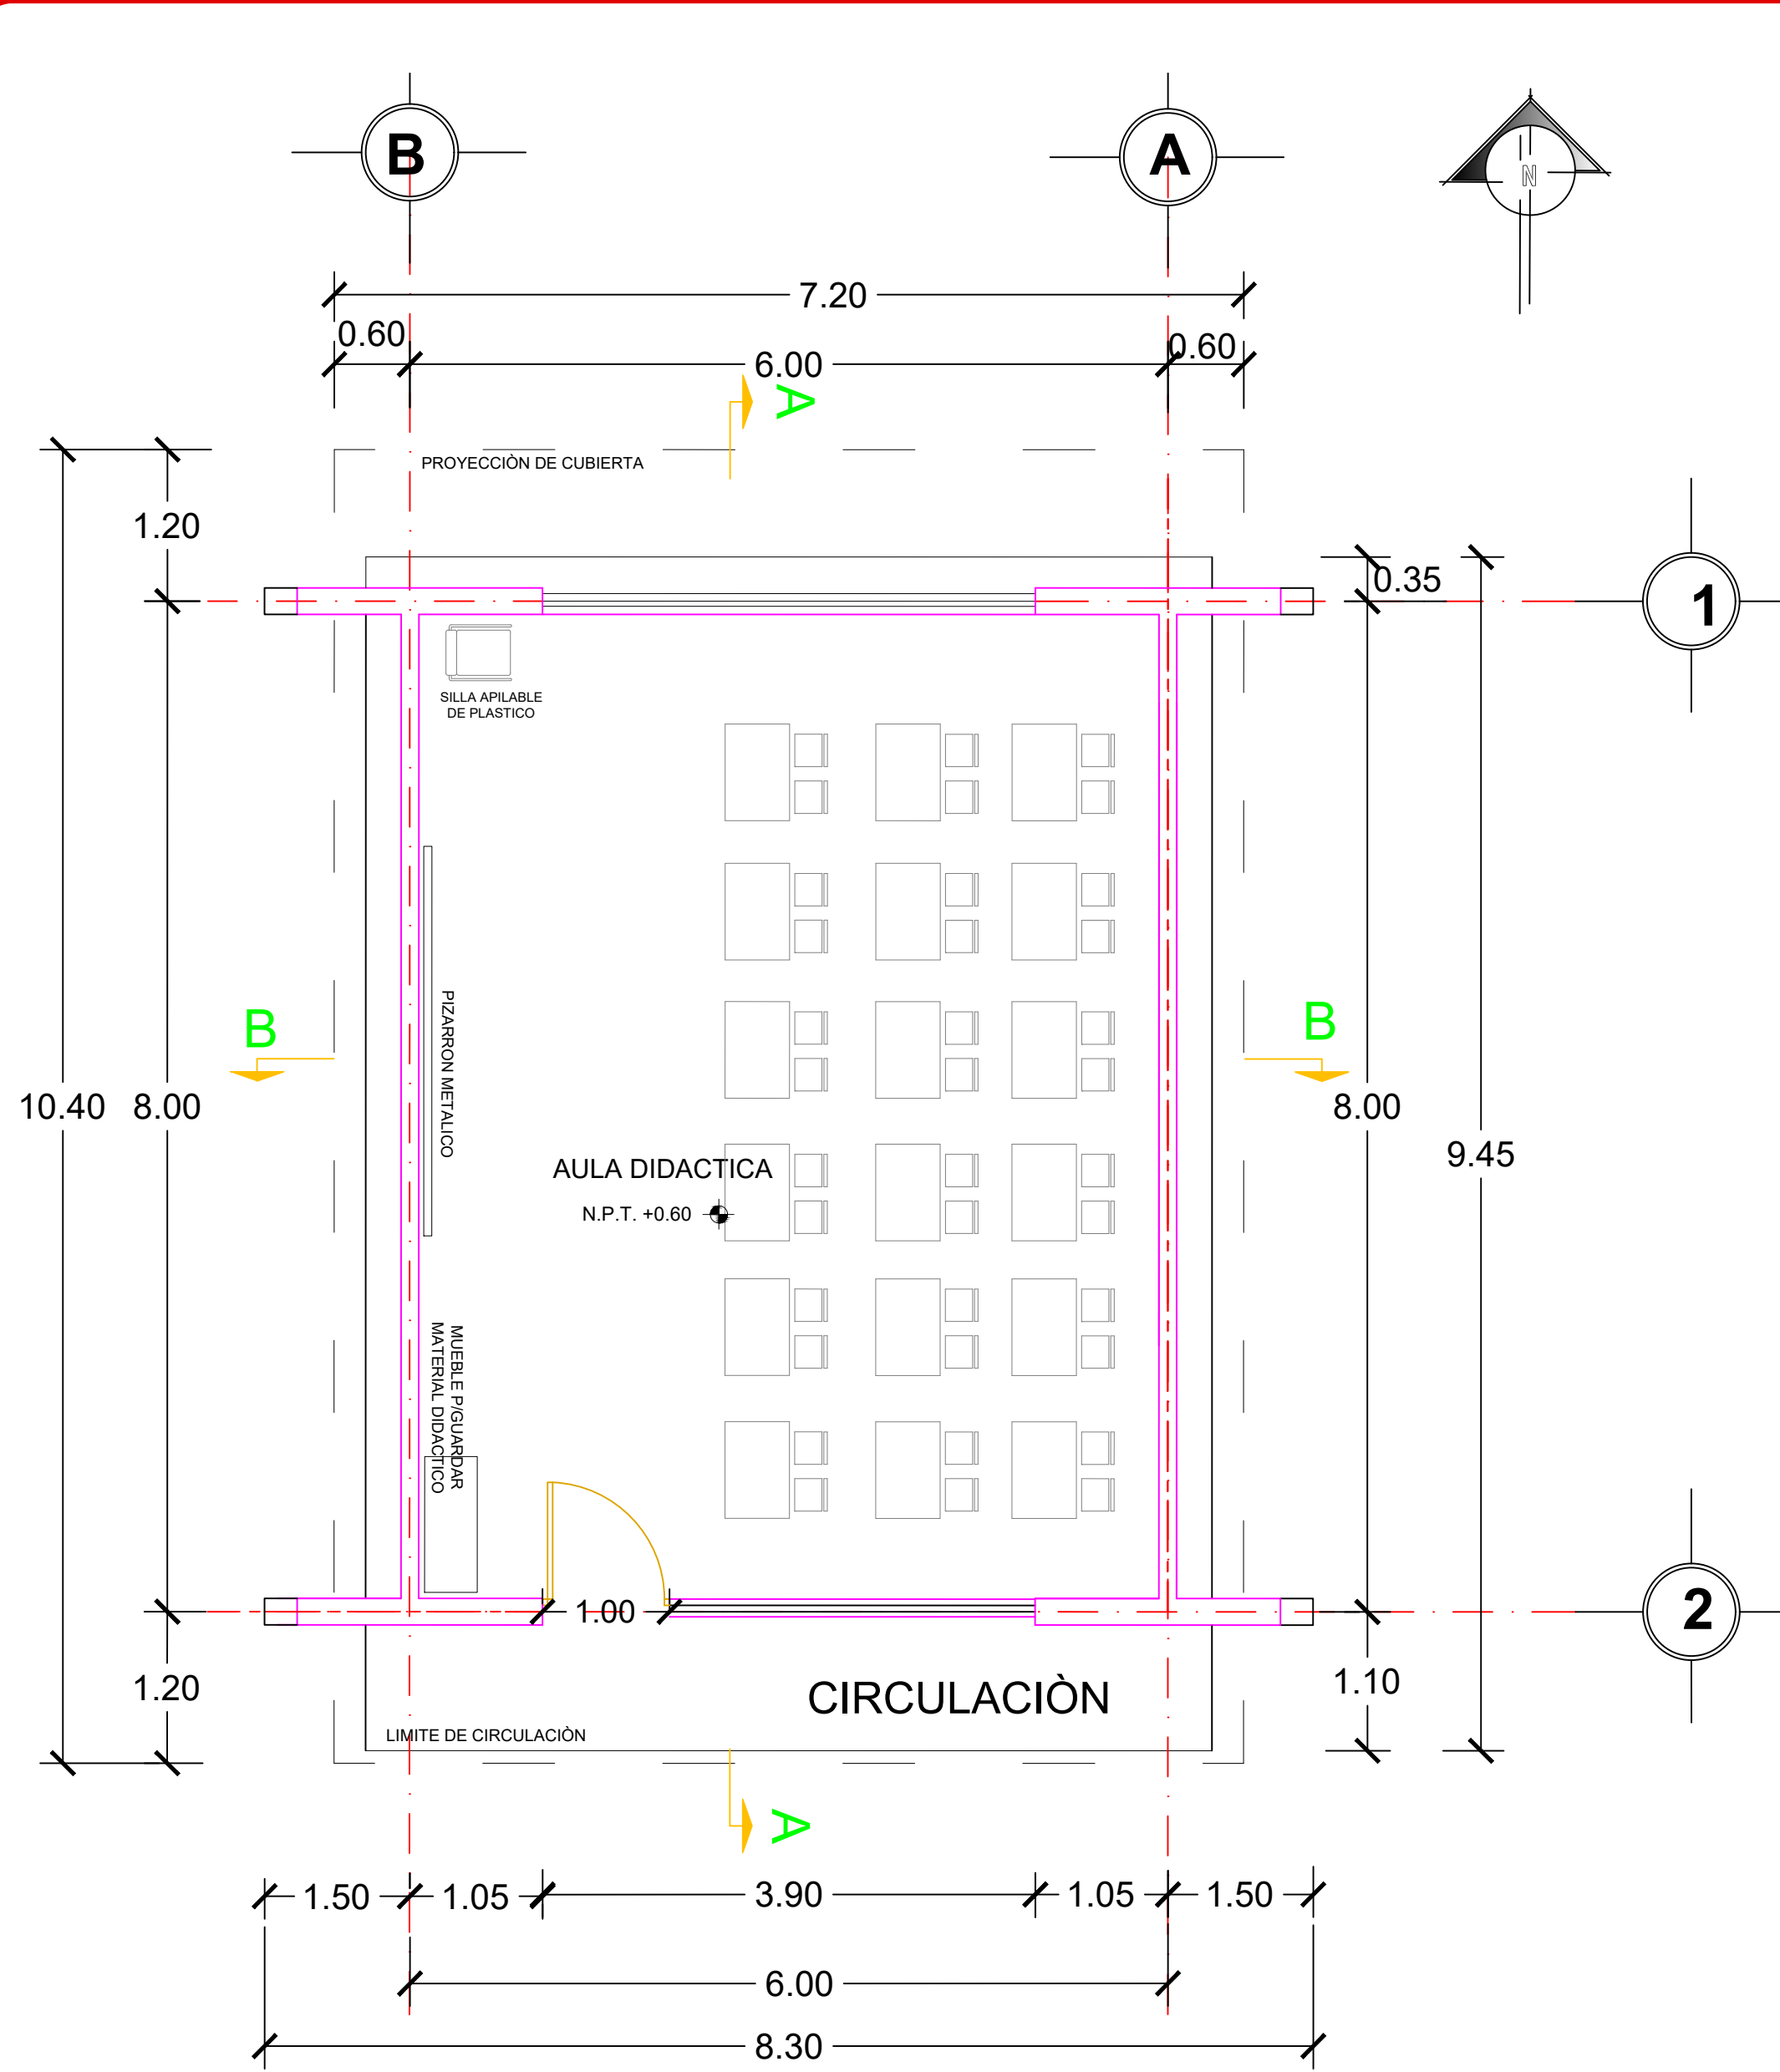 B
A
N
7.20
0.60
6.00
0.60
A
PROYECCIÒN DE CUBIERTA
1.20
0.35
1
SILLA APILABLE
DE PLASTICO
PIZARRON METALICO
B
B
10.40
8.00
8.00
9.45
AULA DIDACTICA
N.P.T. +0.60
MUEBLE P/GUARDAR
MATERIAL DIDACTICO
1.00
2
1.20
CIRCULACIÒN
1.10
LIMITE DE CIRCULACIÒN
A
1.50
1.05
3.90
1.05
1.50
6.00
8.30